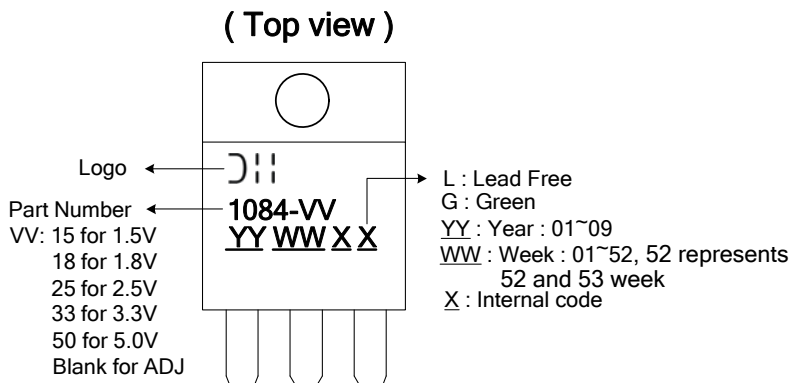 ( Top view )
Logo
1084-VV
YY WW X X
Part Number
VV: 15 for 1.5V
18 for 1.8V
25 for 2.5V
33 for 3.3V
50 for 5.0V
Blank for ADJ
L : Lead Free
G : Green
YY : Year : 01~09
WW : Week : 01~52, 52 represents
52 and 53 week
X : Internal code